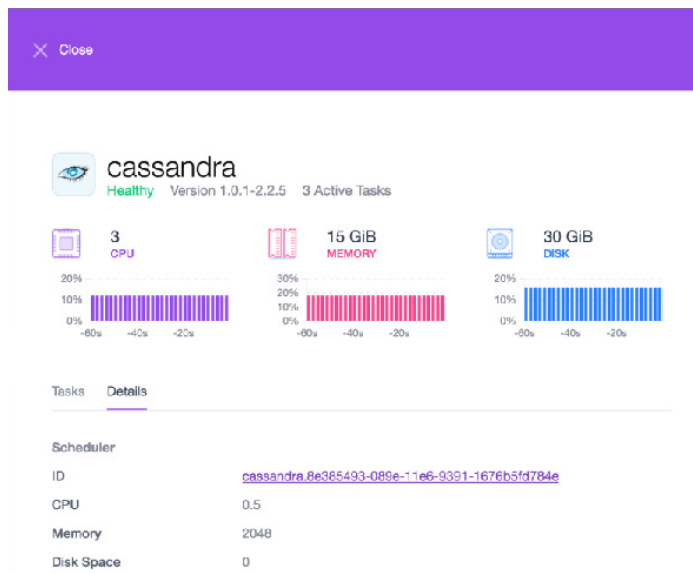 Close
cassandra
Healthy Version 1.0.1-2.2.5 3 Active Tasks
3 15 GiB 30 GiB
CPU MEMORY DISK
20% 30% 20%
20%
10% 10% 10%
0% 0% 0%
-60s -40s -20s -60s -40s -20s -60s -40s -20s
Tasks Details
Scheduler
ID cassandra.8e385493-089e-11e6-9391-1676b5fd784e
CPU 0.5
Memory 2048
Disk Space 0